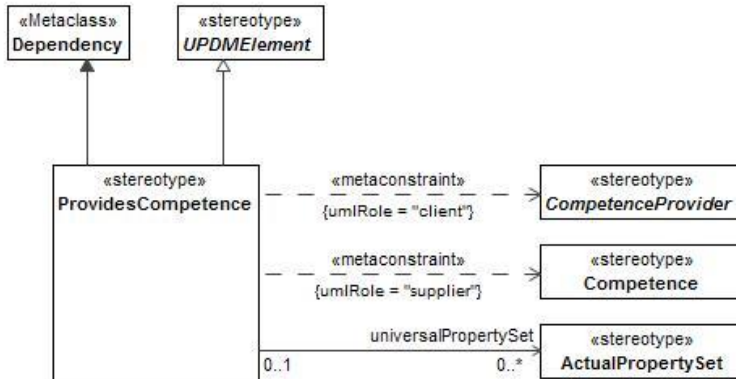 «Metaclass»
Dependency
«stereotype»
UPDMElement
«stereotype»
ProvidesCompetence
«metaconstraint»
{umlRole = "client"}
«stereotype»
CompetenceProvider
«metaconstraint»
{umlRole = "supplier"}
«stereotype»
Competence
universalPropertySet
0..1
0..*
«stereotype»
ActualPropertySet